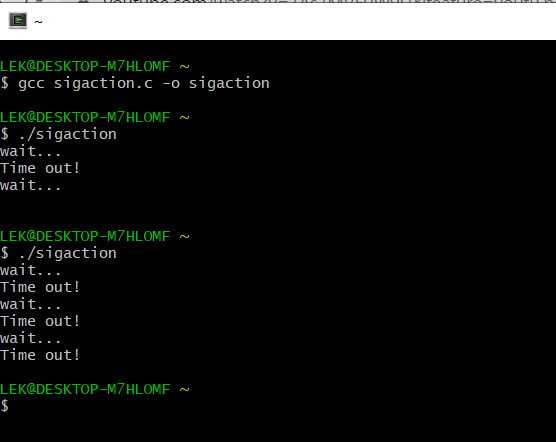 ~
LEK@DESKTOP-M7HLOMF ~
$ gcc sigaction.c -o sigaction
LEK@DESKTOP-M7HLOMF ~
$ ./sigaction
wait...
Time out!
wait...
LEK@DESKTOP-M7HLOMF ~
$ ./sigaction
wait...
Time out!
wait...
Time out!
wait...
Time out!
LEK@DESKTOP-M7HLOMF ~
$